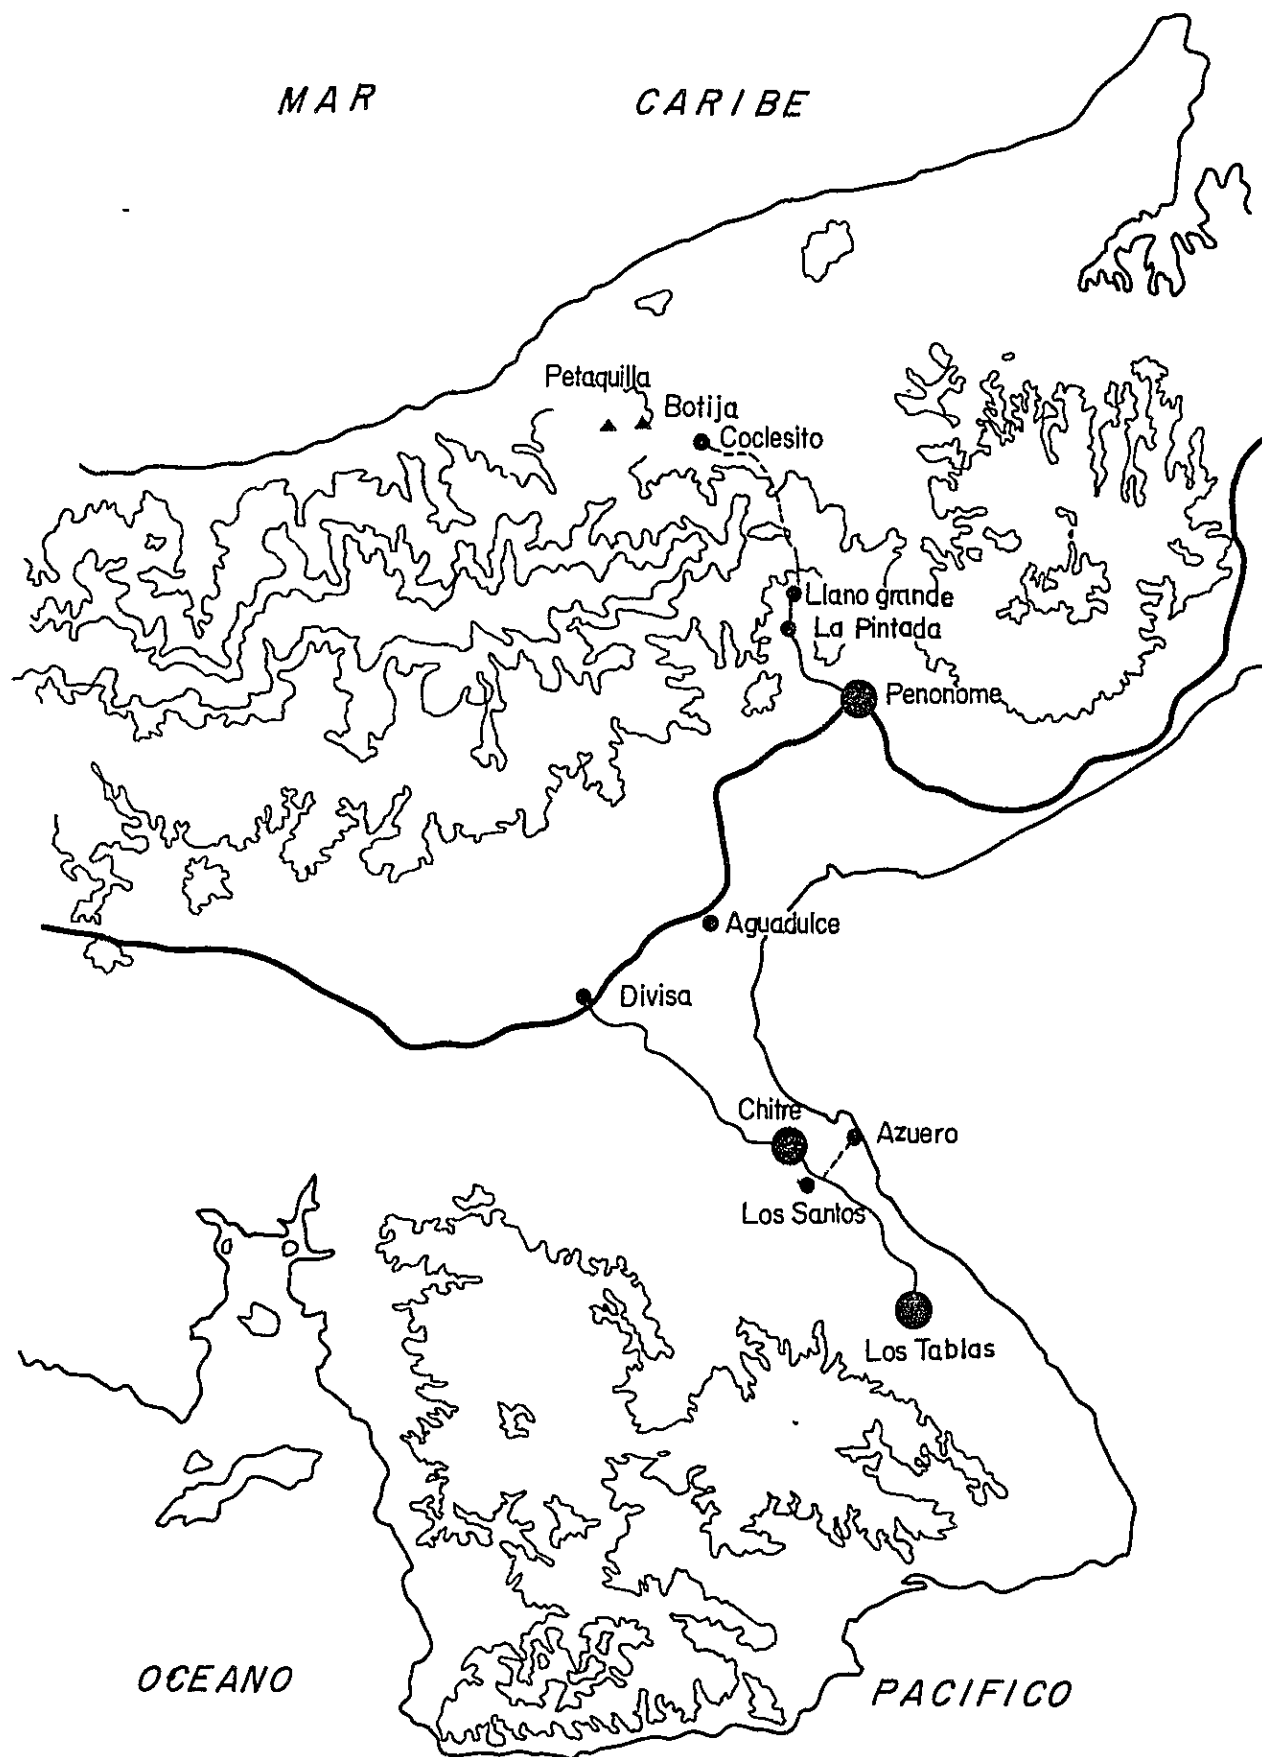 MAR CARIBE
Petaquilla
Botija
Coclesito
Llano grande
La Pintada
Penonome
Aguadulce
Divisa
Chitre
Azuero
Los Santos
Los Tablas
OCEANO PACIFICO